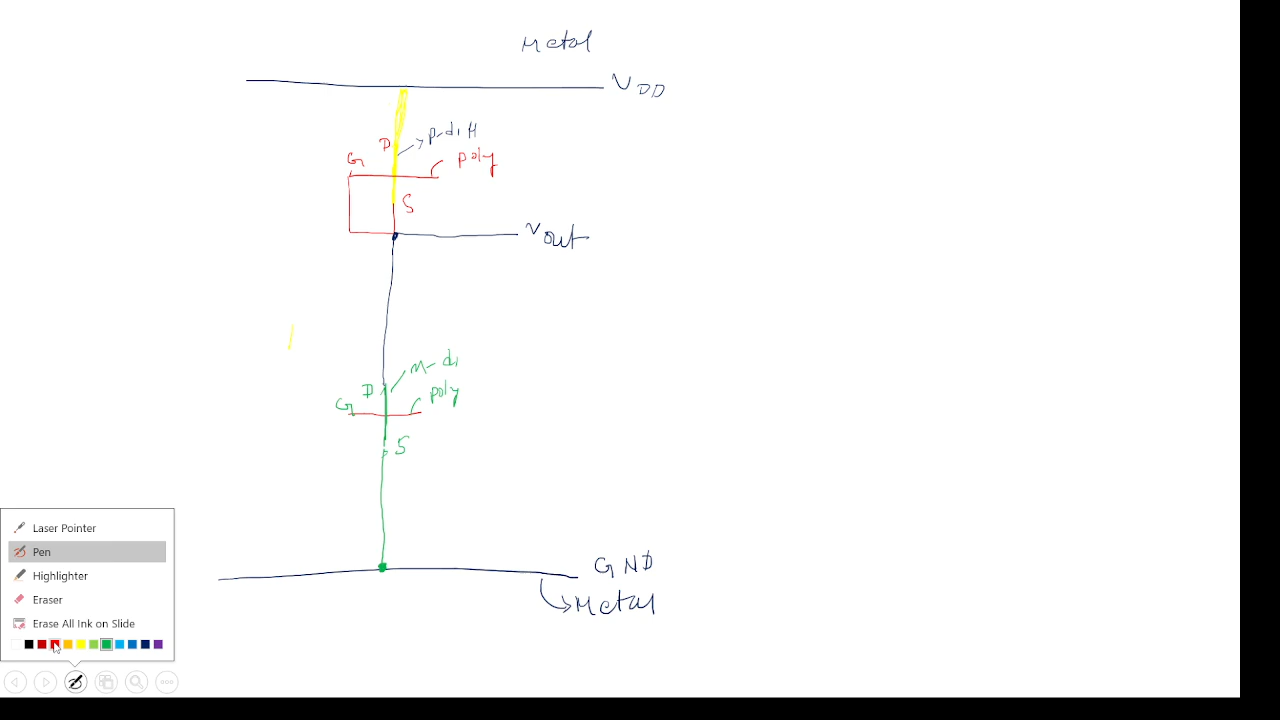 Metal
VDD
D
p-diff
G
poly
S
Vout
n-di
D
poly
G
S
GND
Metal
Laser Pointer
Pen
Highlighter
Eraser
Erase All Ink on Slide